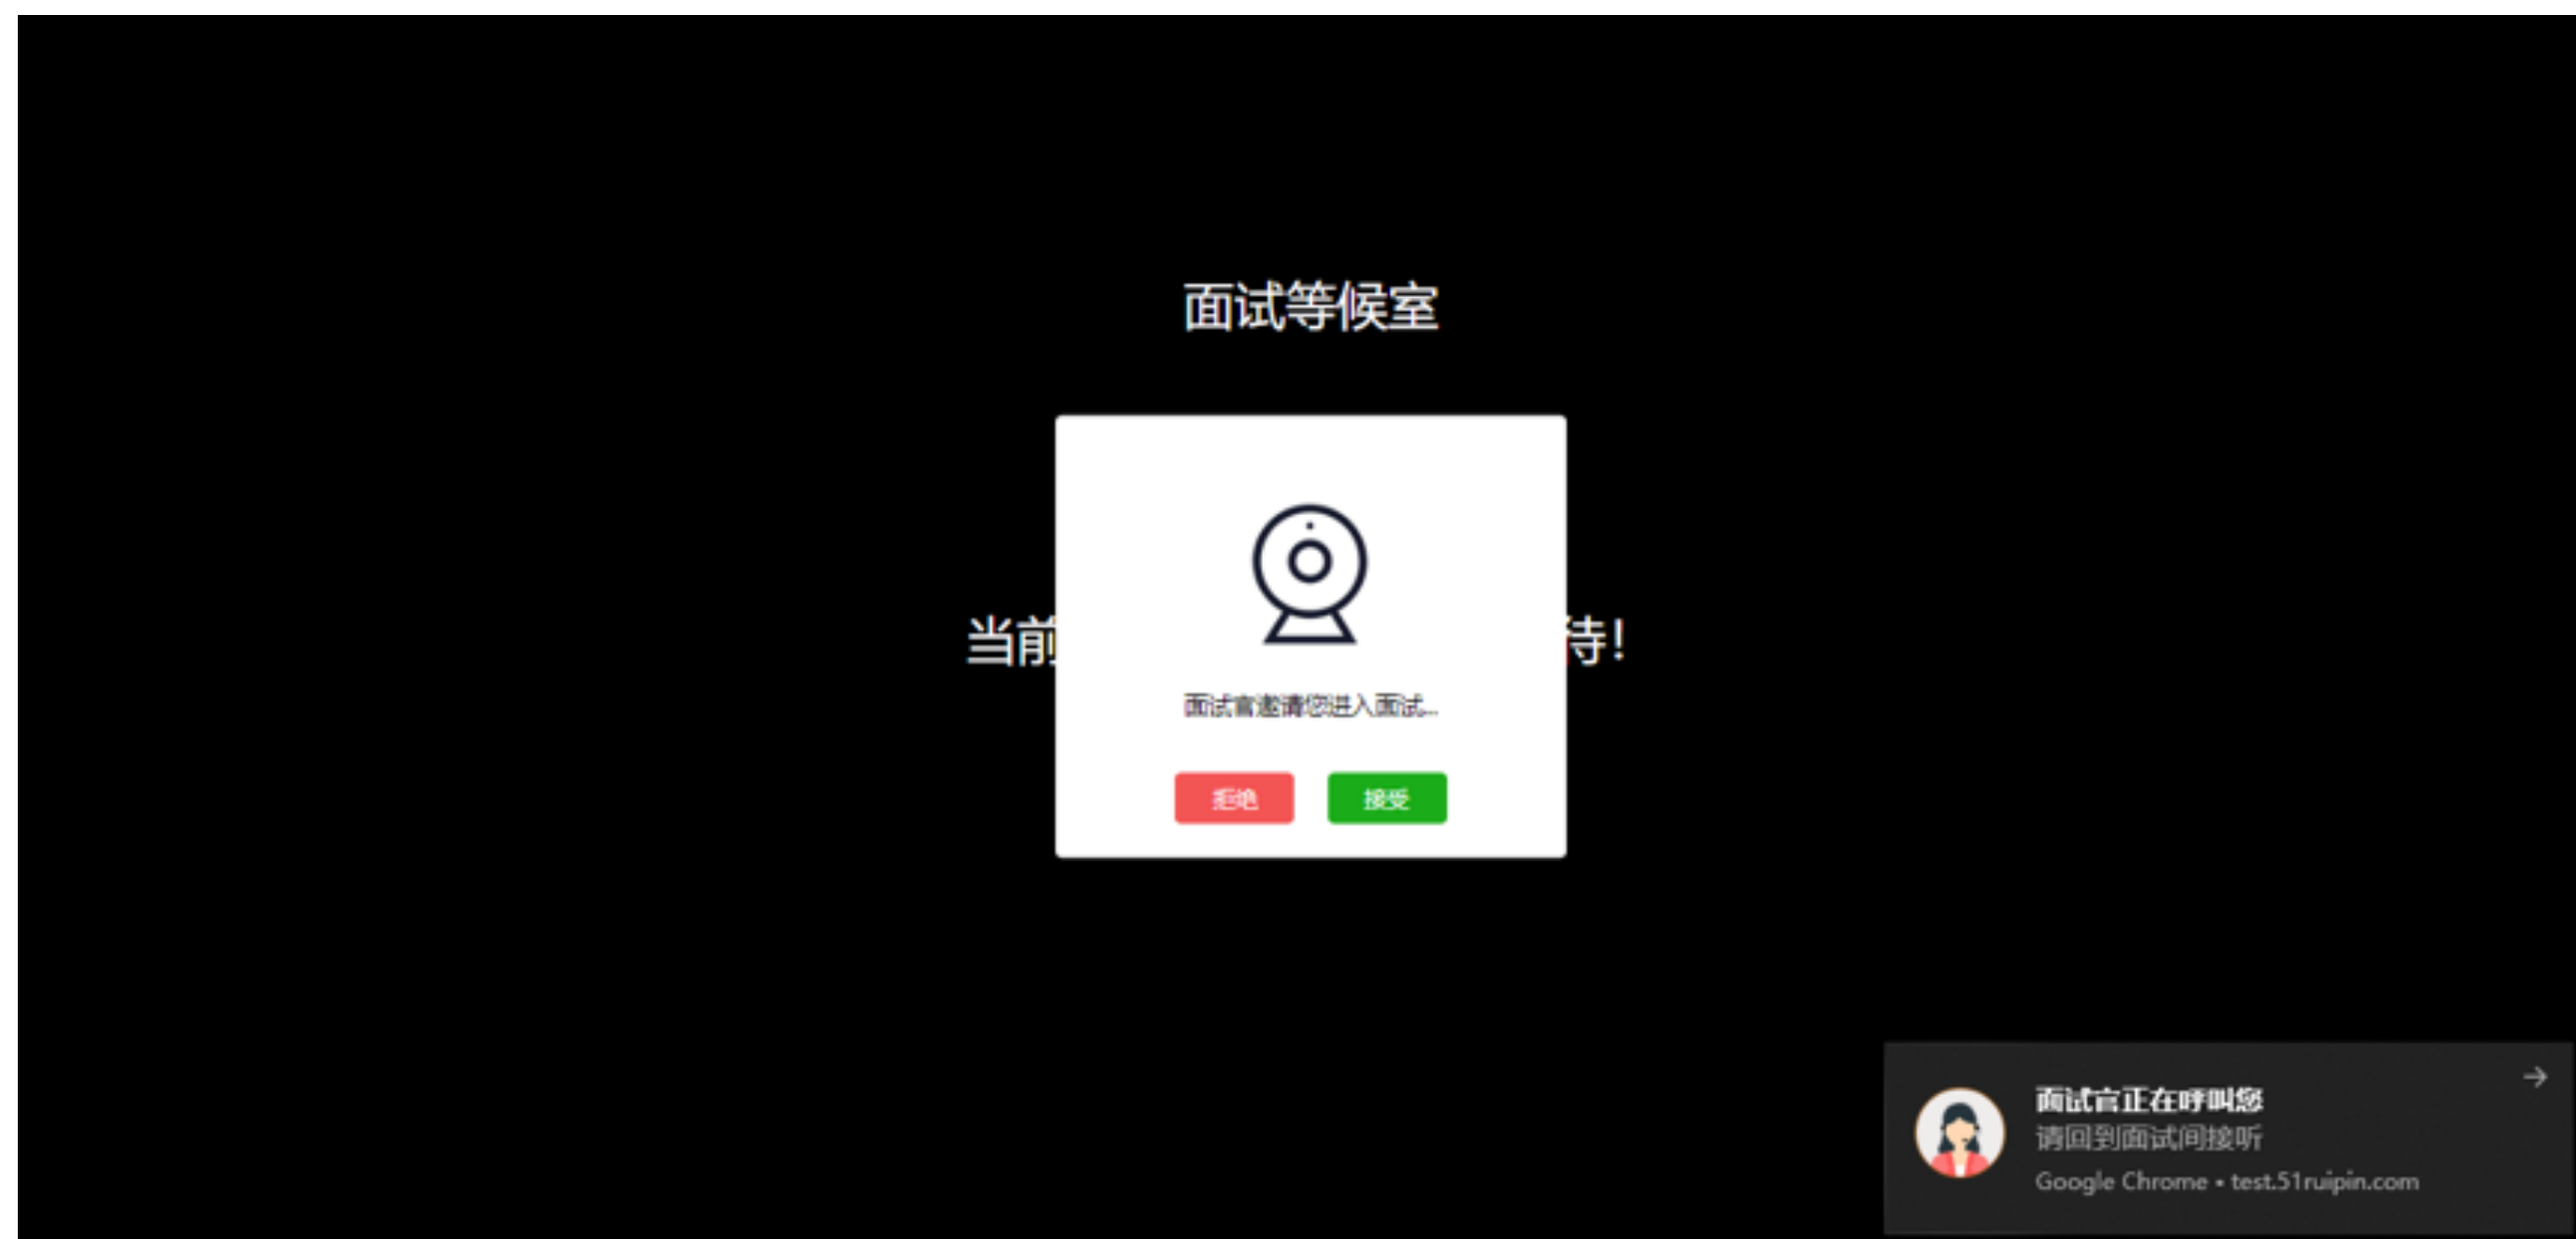 面试等候室
当前
待！
面试官邀请您进入面试...
拒绝
接受
面试官正在呼叫您
请回到面试间接听
Google Chrome • test.51ruipin.com